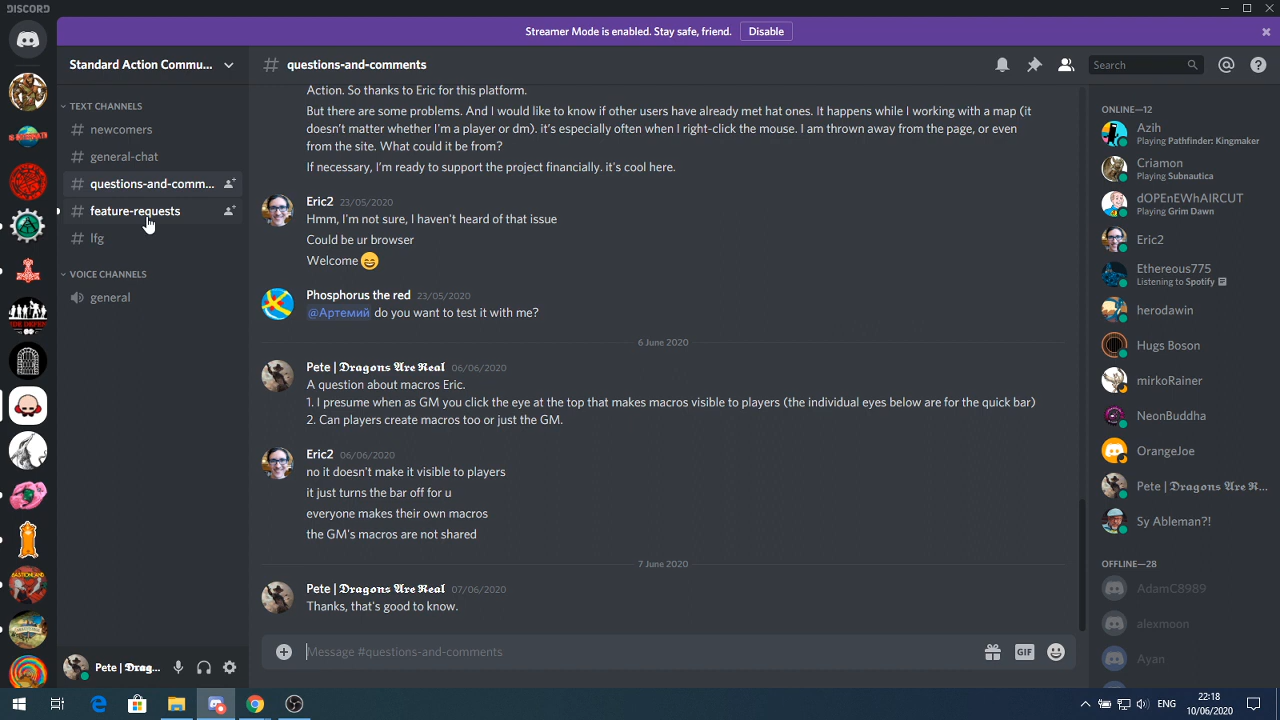 DISCORD
Streamer Mode is enabled. Stay safe, friend. Disable
Standard Action Commu...
TEXT CHANNELS
# newcomers
# general-chat
# questions-and-comm...
# feature-requests
# lfg
VOICE CHANNELS
general
Pete | 𝕯𝖗𝖆𝖌...
# questions-and-comments
Search
Action. So thanks to Eric for this platform.
But there are some problems. And I would like to know if other users have already met hat ones. It happens while I working with a map (it
doesn't matter whether I'm a player or dm). it's especially often when I right-click the mouse. I am thrown away from the page, or even
from the site. What could it be from?
If necessary, I'm ready to support the project financially. it's cool here.
Eric2 23/05/2020
Hmm, I'm not sure, I haven't heard of that issue
Could be ur browser
Welcome 😄
Phosphorus the red 23/05/2020
@Артемий do you want to test it with me?
6 June 2020
Pete | 𝕯𝖗𝖆𝖌𝖔𝖓𝖘 𝕬𝖗𝖊 𝕽𝖊𝖆𝖑 06/06/2020
A question about macros Eric.
1. I presume when as GM you click the eye at the top that makes macros visible to players (the individual eyes below are for the quick bar)
2. Can players create macros too or just the GM.
Eric2 06/06/2020
no it doesn't make it visible to players
it just turns the bar off for u
everyone makes their own macros
the GM's macros are not shared
7 June 2020
Pete | 𝕯𝖗𝖆𝖌𝖔𝖓𝖘 𝕬𝖗𝖊 𝕽𝖊𝖆𝖑 07/06/2020
Thanks, that's good to know.
Message #questions-and-comments
GIF
ONLINE—12
Azih
Playing Pathfinder: Kingmaker
Criamon
Playing Subnautica
dOPEnEWhAIRCUT
Playing Grim Dawn
Eric2
Ethereous775
Listening to Spotify
herodawin
Hugs Boson
mirkoRainer
NeonBuddha
OrangeJoe
Pete | 𝕯𝖗𝖆𝖌𝖔𝖓𝖘 𝕬𝖗𝖊 𝕽...
Sy Ableman?!
OFFLINE—28
AdamC8989
alexmoon
Ayan
ENG
22:18
10/06/2020